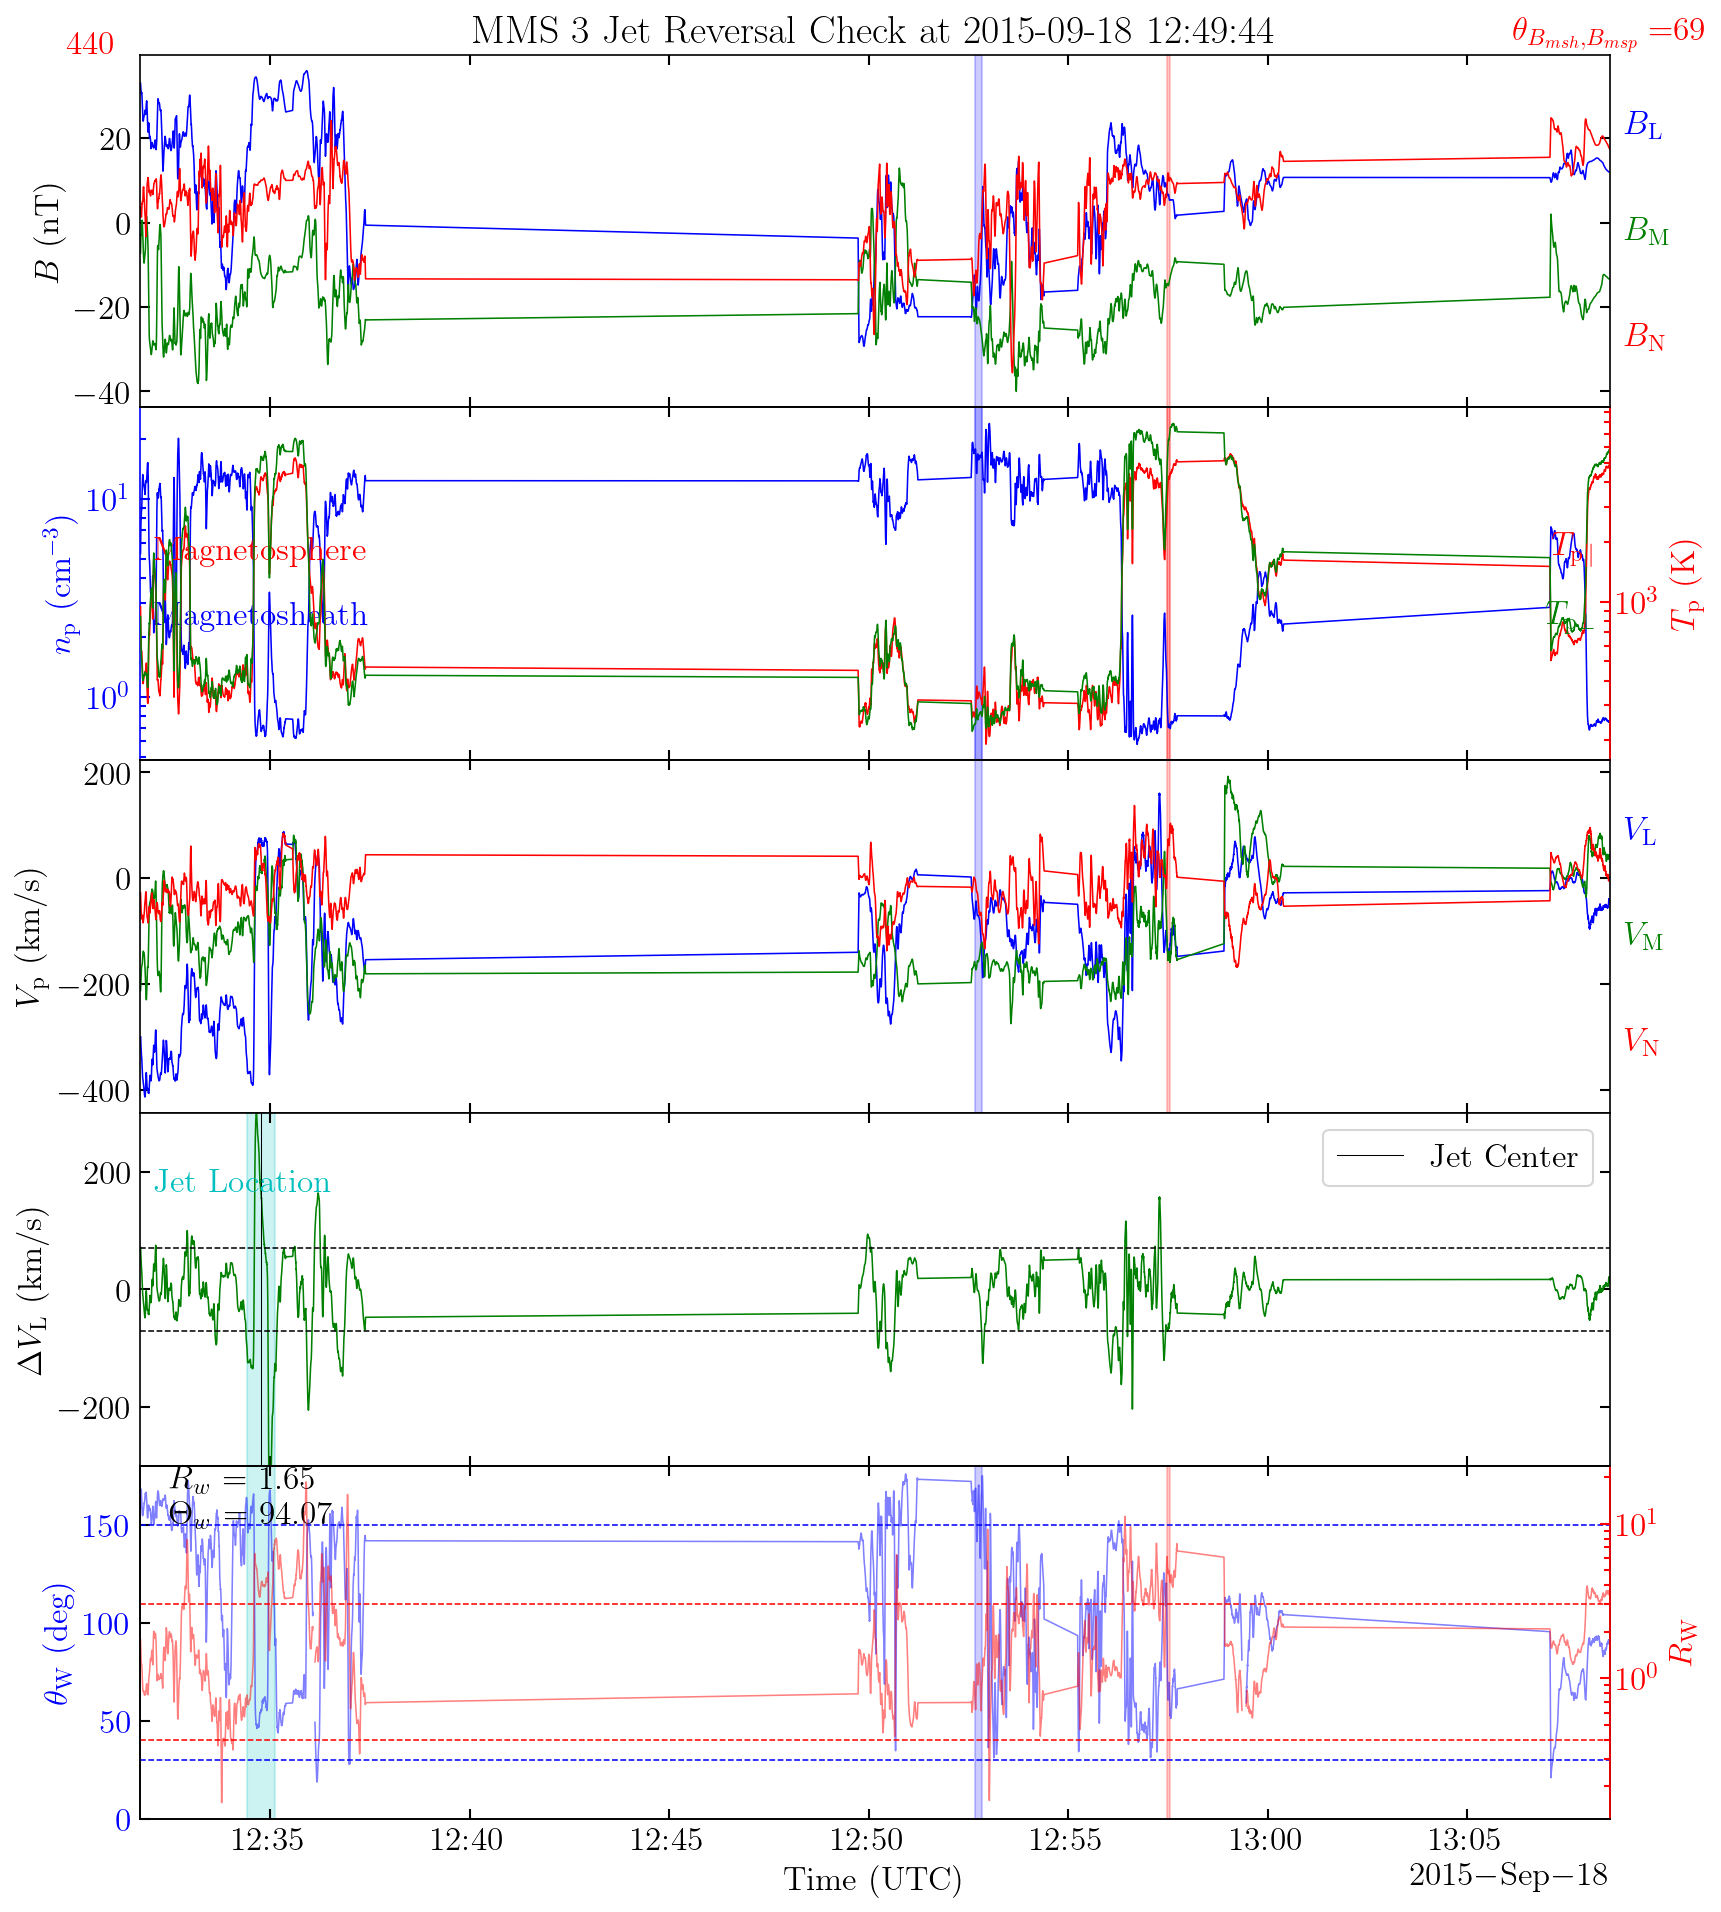 MMS 3 Jet Reversal Check at 2015-09-18 12:49:44
440
θ_{B_{msh},B_{msp}} =69
20
0
−20
−40
B (nT)
B_L
B_M
B_N
10^1
10^0
n_p (cm^{−3})
Magnetosphere
Magnetosheath
T_{p∥}
T_{p⊥}
10^3
T_p (K)
200
0
−200
−400
V_p (km/s)
V_L
V_M
V_N
200
0
−200
ΔV_L (km/s)
Jet Location
Jet Center
R_w = 1.65
Θ_w = 94.07
150
100
50
0
θ_W (deg)
10^1
10^0
R_W
12:35 12:40 12:45 12:50 12:55 13:00 13:05
Time (UTC)
2015−Sep−18